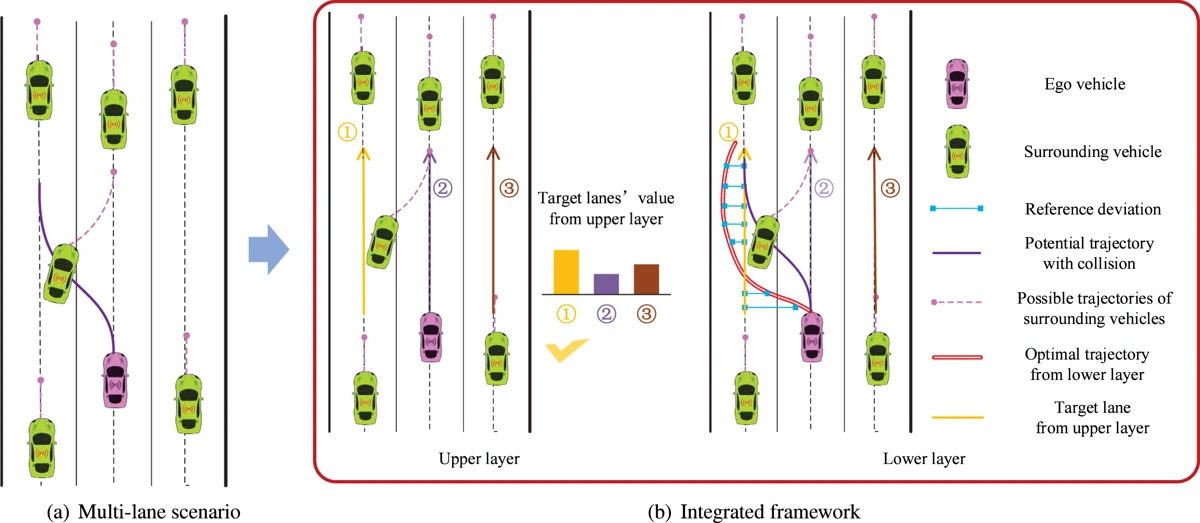 ①
②
③
Target lanes’ value
from upper layer
①
②
③
Upper layer
①
②
③
Lower layer
Ego vehicle
Surrounding vehicle
Reference deviation
Potential trajectory
with collision
Possible trajectories of
surrounding vehicles
Optimal trajectory
from lower layer
Target lane
from upper layer
(a) Multi-lane scenario
(b) Integrated framework